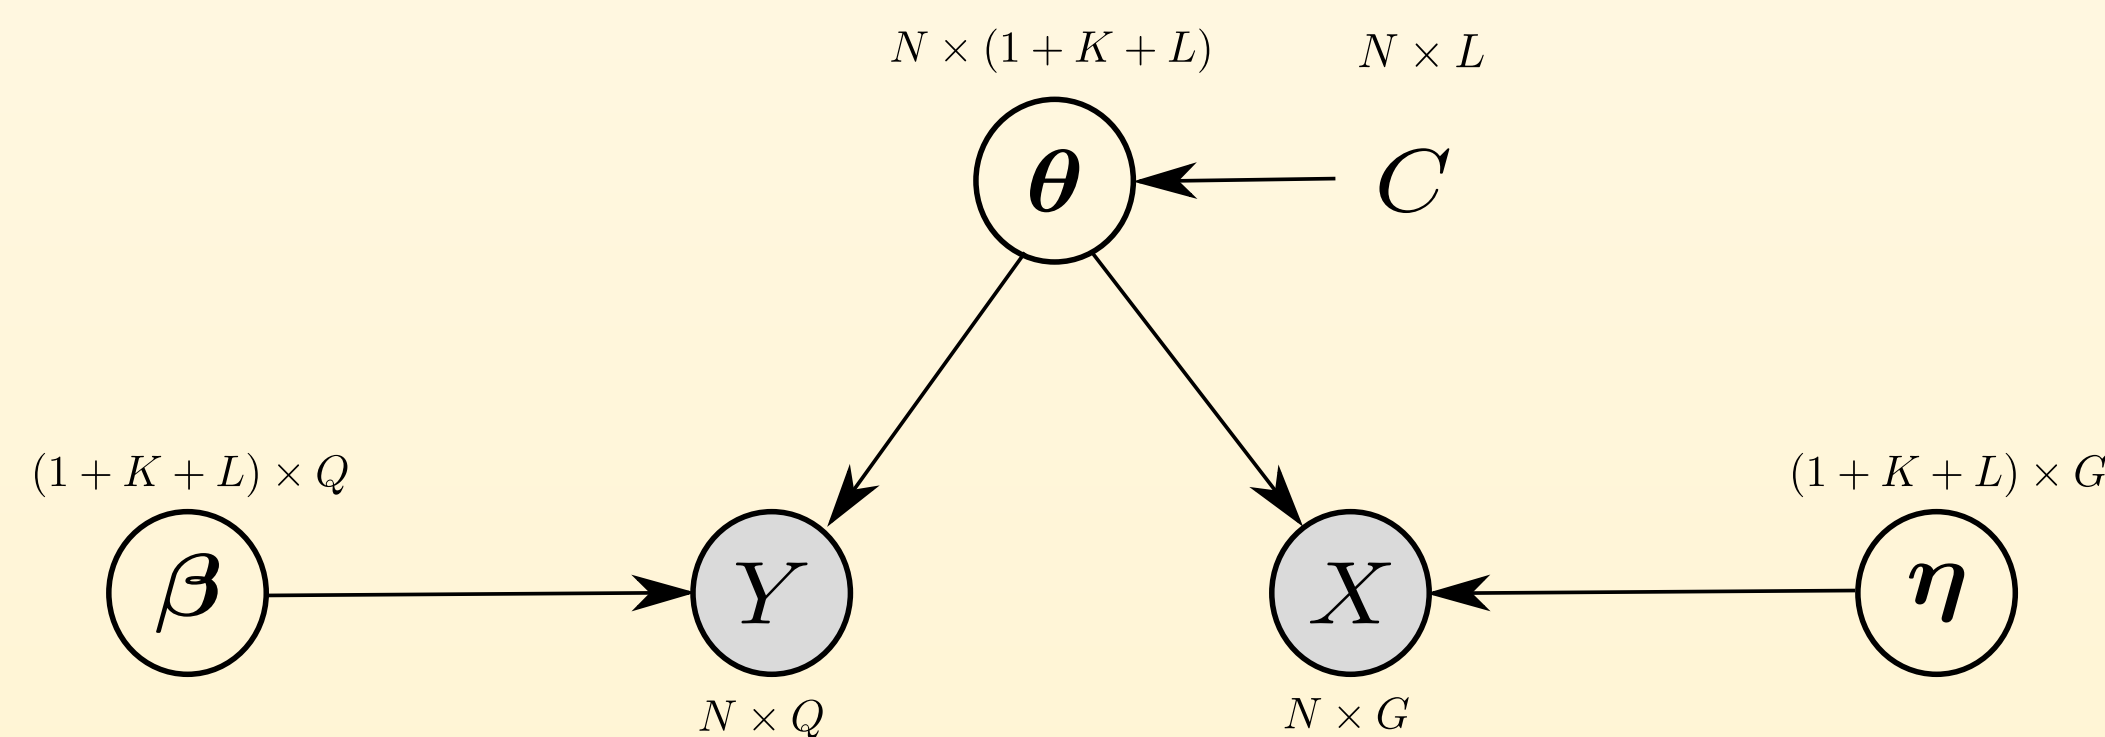 N × (1 + K + L)
N × L
θ
C
(1 + K + L) × Q
(1 + K + L) × G
β
Y
X
η
N × Q
N × G